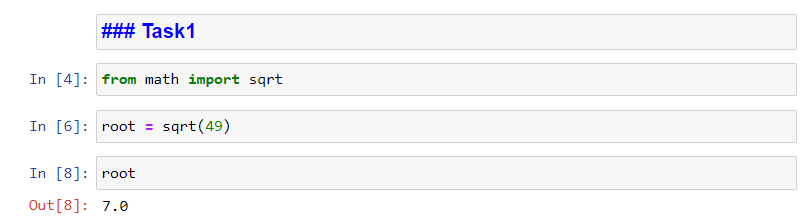 ### Task1
In [4]: from math import sqrt
In [6]: root = sqrt(49)
In [8]: root
Out[8]: 7.0